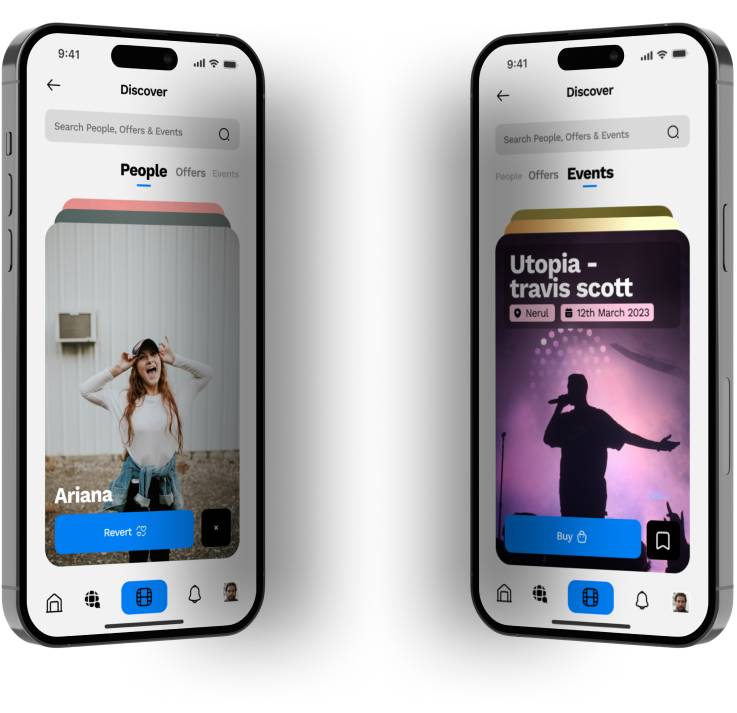 9:41
Discover
Search People, Offers & Events
People Offers Events
Ariana
Revert
x
9:41
Discover
Search People, Offers & Events
People Offers Events
Utopia -
travis scott
Nerul 12th March 2023
Buy